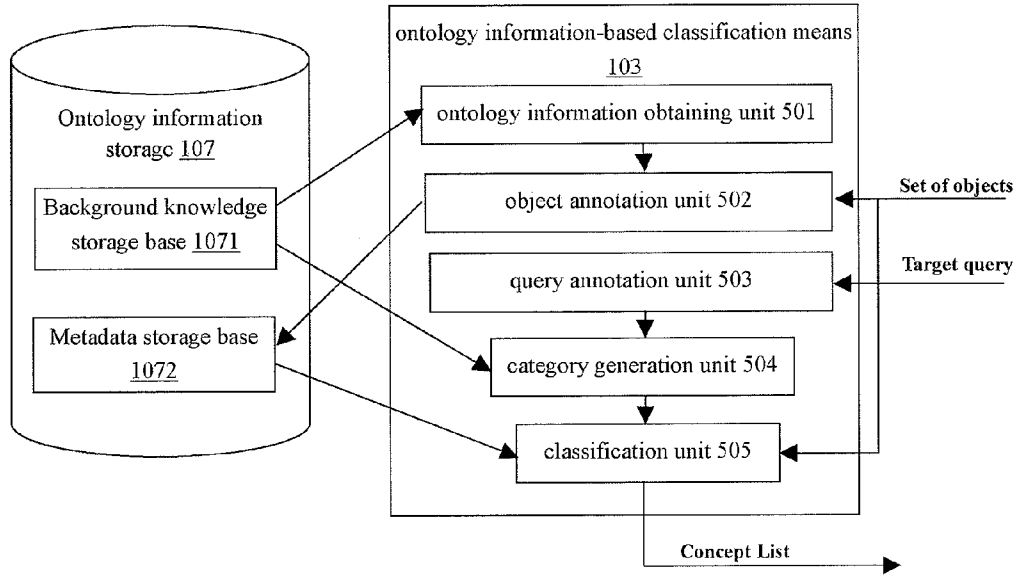 ontology information-based classification means
103
Ontology information
storage 107
Background knowledge
storage base 1071
Metadata storage base
1072
ontology information obtaining unit 501
object annotation unit 502
query annotation unit 503
category generation unit 504
classification unit 505
Set of objects
Target query
Concept List